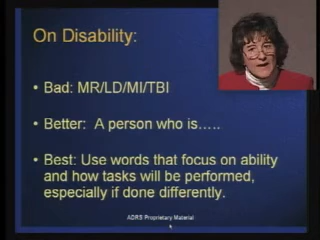 On Disability:
• Bad: MR/LD/MI/TBI
• Better: A person who is…..
• Best: Use words that focus on ability
and how tasks will be performed,
especially if done differently.
ADRS Proprietary Material